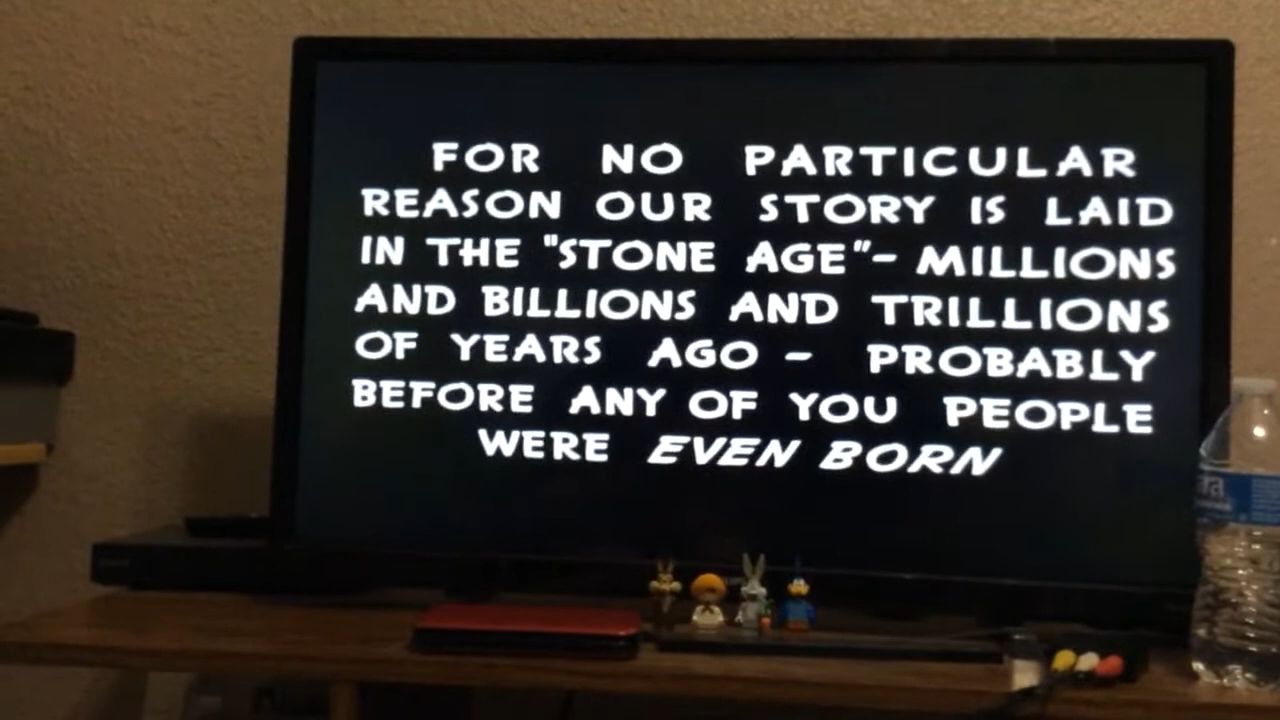 FOR NO PARTICULAR
REASON OUR STORY IS LAID
IN THE "STONE AGE"- MILLIONS
AND BILLIONS AND TRILLIONS
OF YEARS AGO - PROBABLY
BEFORE ANY OF YOU PEOPLE
WERE EVEN BORN